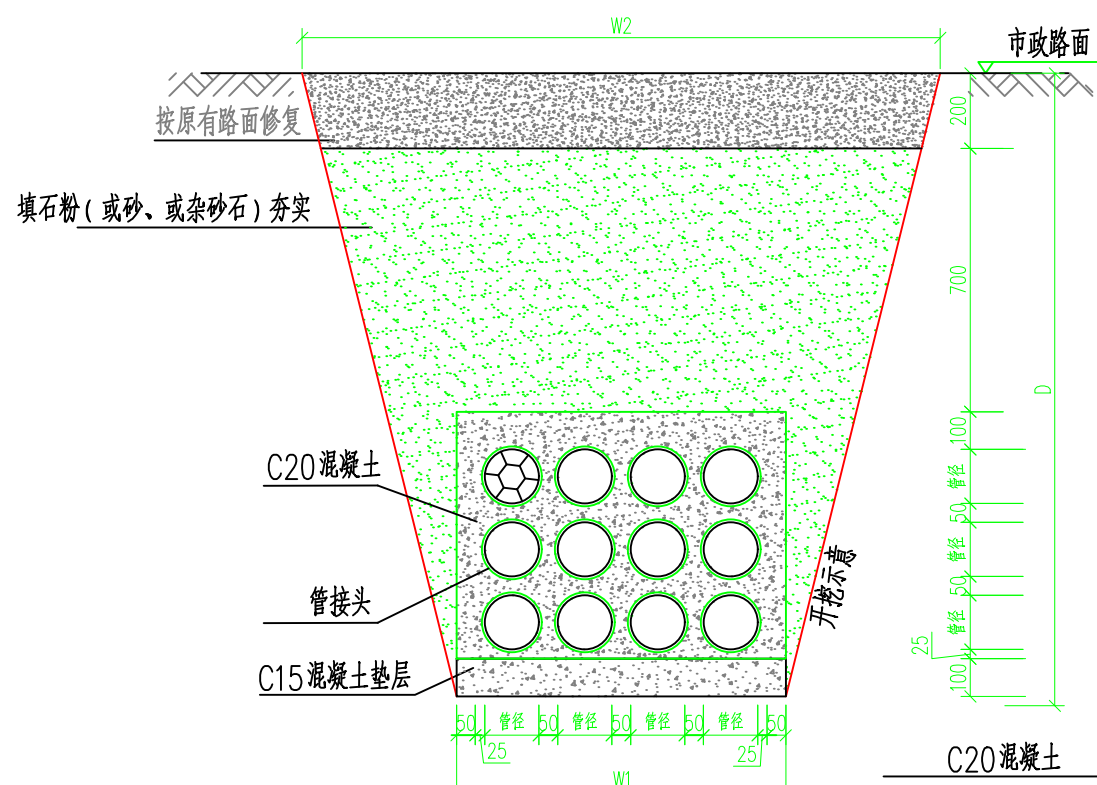 W2
市政路面
按原有路面修复
200
填石粉(或砂、或杂砂石)夯实
700
D
100
C20混凝土
管径
50
管径
开挖示意
50
管接头
管径
25
C15混凝土垫层
100
50 管径 50 管径 50 管径 50 管径 50
25 25
W1
C20混凝土